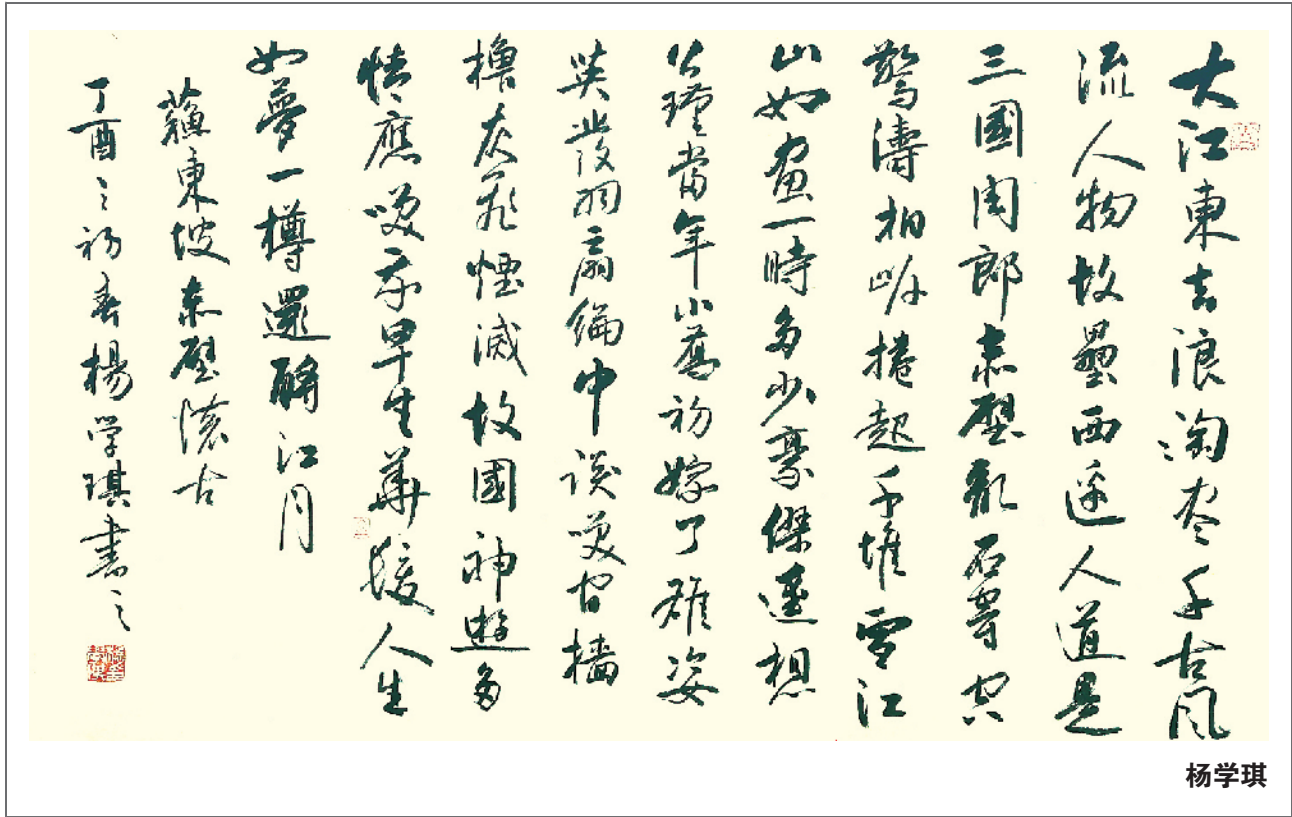 大江東去浪淘尽千古风
流人物故壘西邊人道是
三國周郎赤壁亂石穿空
驚濤拍岸捲起千堆雪江
山如畫一時多少豪傑遥想
公瑾當年小喬初嫁了雄姿
英發羽扇綸中談笑间檣
櫓灰飛煙滅故國神遊多
情應笑我早生華髮人生
如夢一樽還酹江月
蘇東坡赤壁懷古
丁酉之初春楊学琪書之
杨学琪